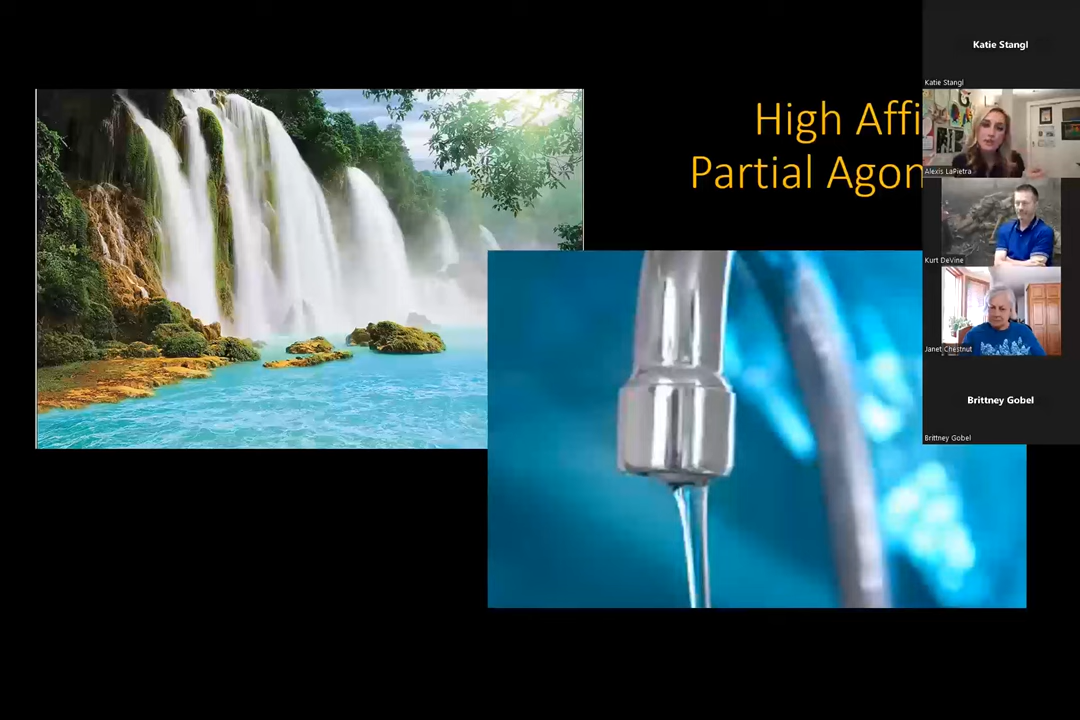 High Affi
Partial Agon
Katie Stangl
Katie Stangl
Alexis LaPietra
Kurt DeVine
Janet Chestnut
Brittney Gobel
Brittney Gobel